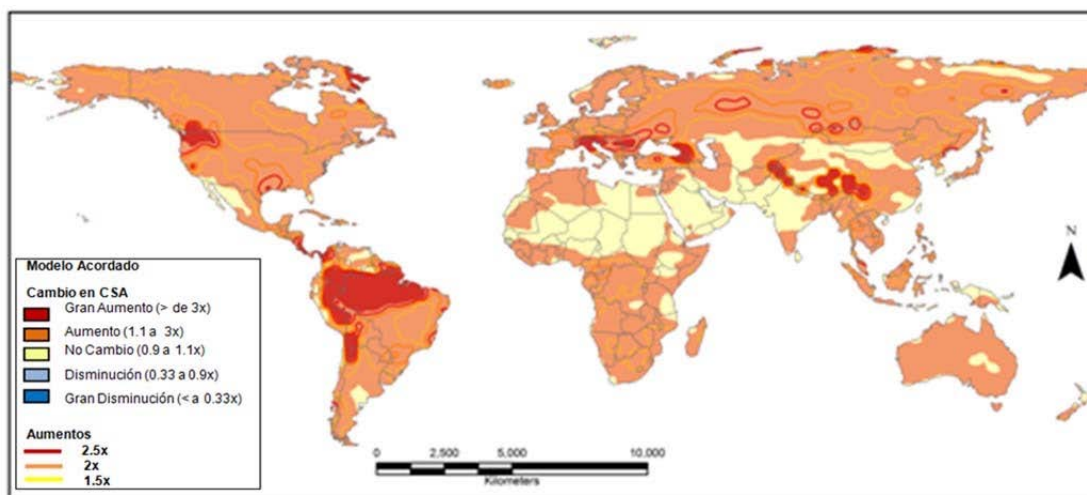 N
Modelo Acordado
Cambio en CSA
Gran Aumento (> de 3x)
Aumento (1.1 a 3x)
No Cambio (0.9 a 1.1x)
Disminución (0.33 a 0.9x)
Gran Disminución (< a 0.33x)
Aumentos
2.5x
2x
1.5x
0 2,500 5,000 10,000
Kilometers